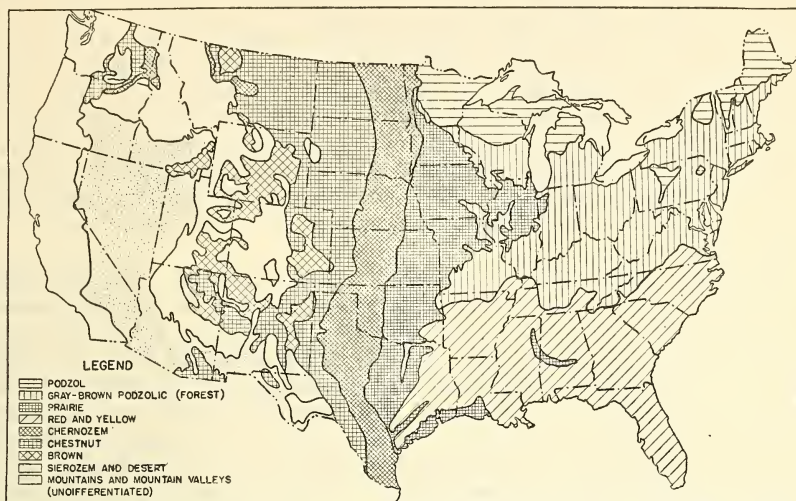 LEGEND
PODZOL
GRAY-BROWN PODZOLIC (FOREST)
PRAIRIE
RED AND YELLOW
CHERNOZEM
CHESTNUT
BROWN
SIEROZEM AND DESERT
MOUNTAINS AND MOUNTAIN VALLEYS
(UNDIFFERENTIATED)